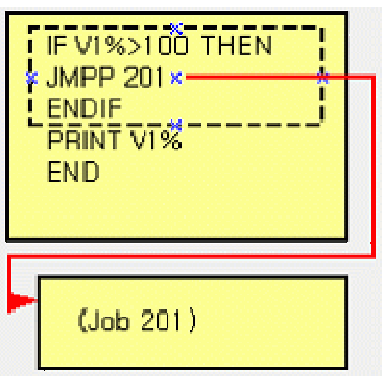 IF V1%>100 THEN
JMPP 201
ENDIF
PRINT V1%
END
(Job 201)